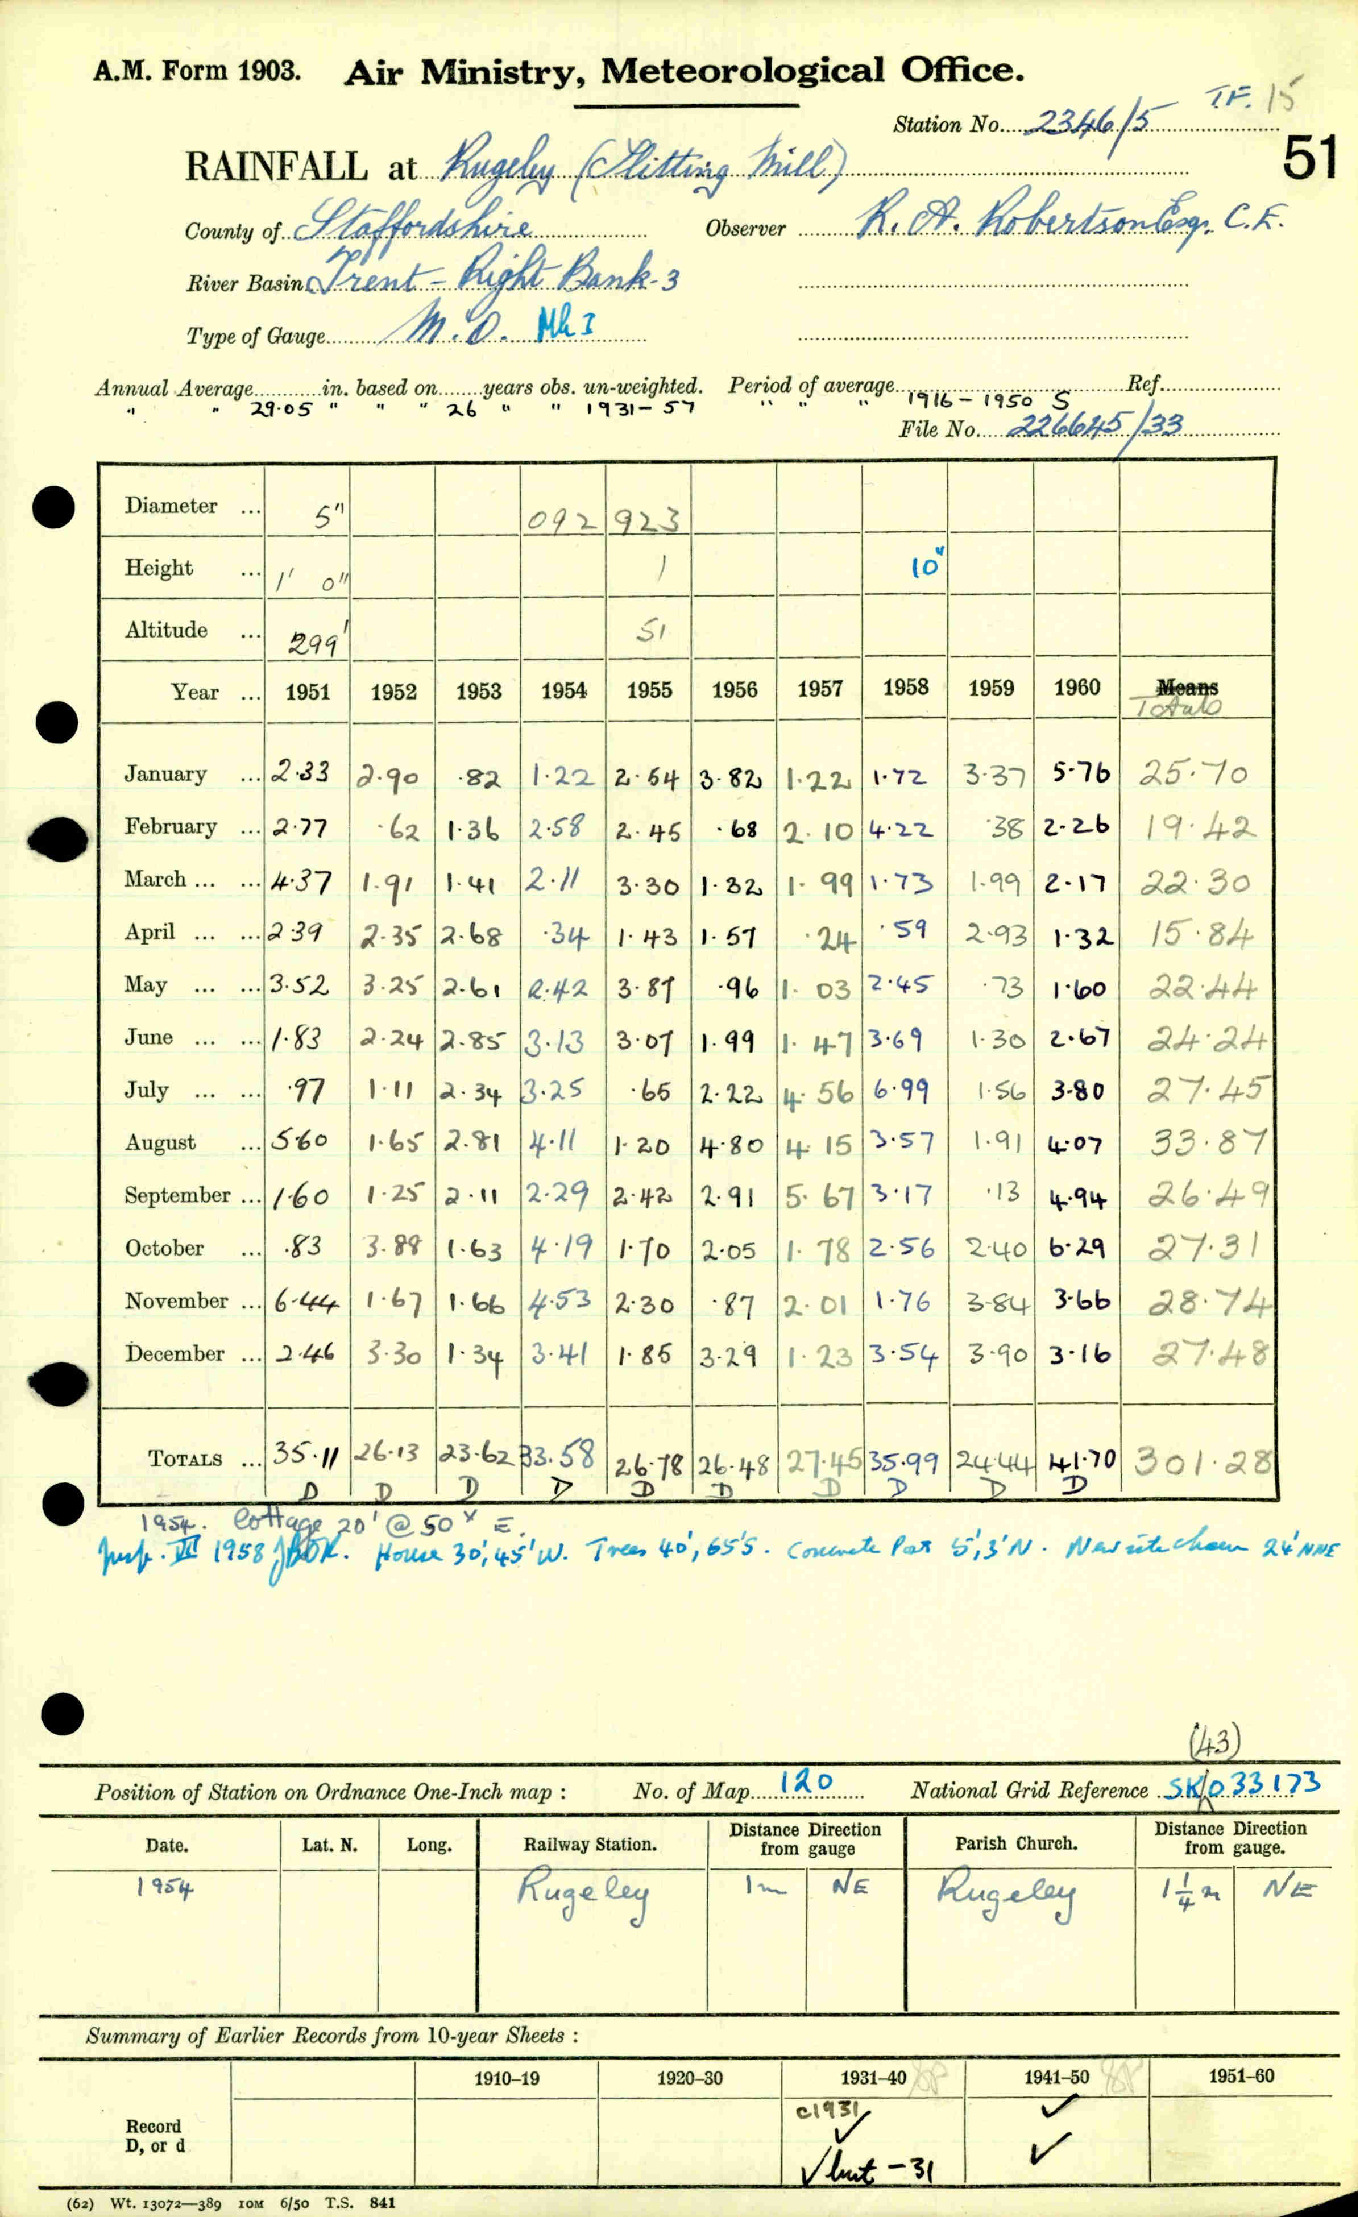 A.M. Form 1903. Air Ministry, Meteorological Office.
T.F. 15
Station No. 2346/5
51
RAINFALL at Rugeley (Slitting Mill)
County of Staffordshire Observer R. A. Robertson Esq. C.E.
River Basin Trent - Right Bank - 3
Type of Gauge M.O. Mk I
Annual Average in. based on years obs. un-weighted. Period of average Ref.
" " 29.05 " " " 26 " " 1931-57 " " " 1916-1950 S
File No. 226645/33
Diameter ... 5" 092 923
Height ... 1' 0" 1 10"
Altitude ... 299' 51
Year ... 1951 1952 1953 1954 1955 1956 1957 1958 1959 1960 Means
Totals
January ... 2.33 2.90 .82 1.22 2.54 3.82 1.22 1.72 3.37 5.76 25.70
February ... 2.77 .62 1.36 2.58 2.45 .68 2.10 4.22 .38 2.26 19.42
March ... ... 4.37 1.91 1.41 2.11 3.30 1.32 1.99 1.73 1.99 2.17 22.30
April ... ... 2.39 2.35 2.68 .34 1.43 1.57 .24 .59 2.93 1.32 15.84
May ... ... 3.52 3.25 2.61 2.42 3.87 .96 1.03 2.45 .73 1.60 22.44
June ... ... 1.83 2.24 2.85 3.13 3.07 1.99 1.47 3.69 1.30 2.67 24.24
July ... ... .97 1.11 2.34 3.25 .65 2.22 4.56 6.99 1.56 3.80 27.45
August ... 5.60 1.65 2.81 4.11 1.20 4.80 4.15 3.57 1.91 4.07 33.87
September ... 1.60 1.25 2.11 2.29 2.42 2.91 5.67 3.17 .13 4.94 26.49
October ... .83 3.88 1.63 4.19 1.70 2.05 1.78 2.56 2.40 6.29 27.31
November ... 6.44 1.67 1.66 4.53 2.30 .87 2.01 1.76 3.84 3.66 28.74
December ... 2.46 3.30 1.34 3.41 1.85 3.29 1.23 3.54 3.90 3.16 27.48
TOTALS ... 35.11 26.13 23.62 33.58 26.78 26.48 27.45 35.99 24.44 41.70 301.28
D D D D D D D D D D
1954. Cottage 20' @ 50' E.
Insp. VII 1958 House 30', 45' W. Trees 40', 65'S. Concrete Post 5', 3' N. New site chosen 24' NNE
(43)
Position of Station on Ordnance One-Inch map : No. of Map 120 National Grid Reference SK/033173
Date. Lat. N. Long. Railway Station. Distance from gauge Direction Parish Church. Distance from gauge. Direction
1954 Rugeley 1m NE Rugeley 1¼ m NE
Summary of Earlier Records from 10-year Sheets :
1910–19 1920–30 1931–40 1941–50 1951–60
Record D, or d c1931 ✓ ✓
✓ but -31 ✓
(62) Wt. 13072—389 10M 6/50 T.S. 841